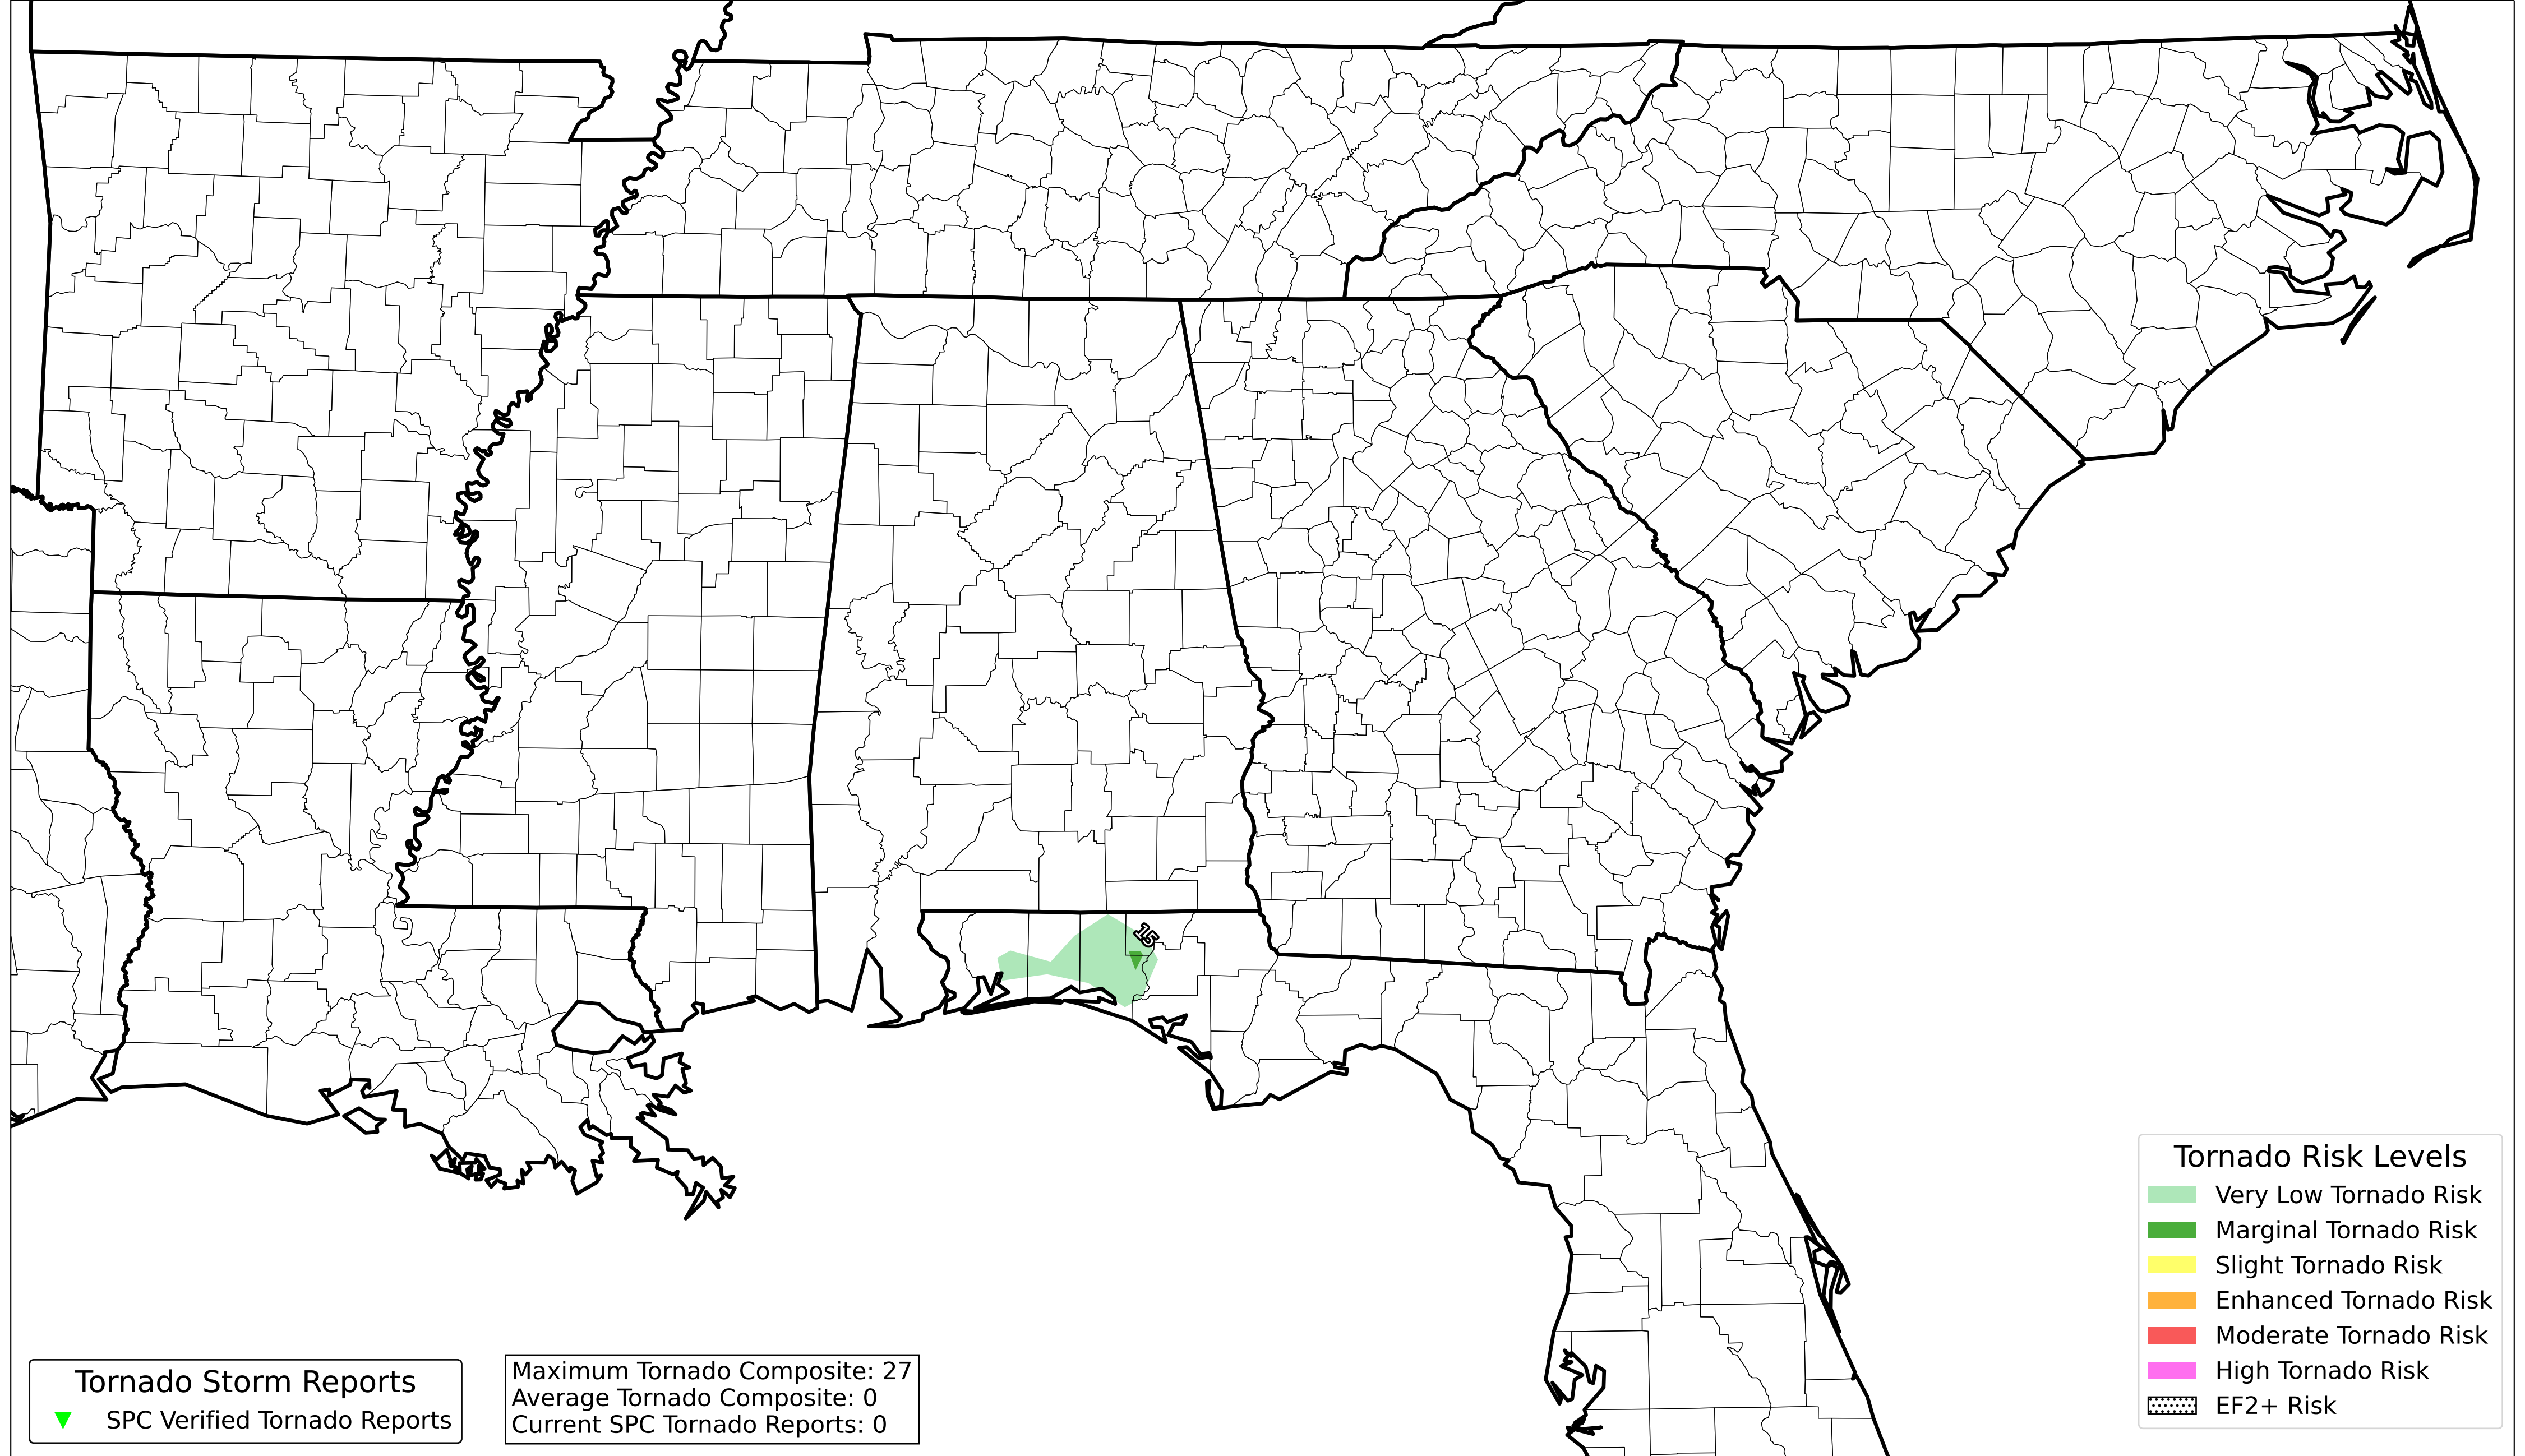 15
Tornado Risk Levels
Very Low Tornado Risk
Marginal Tornado Risk
Slight Tornado Risk
Enhanced Tornado Risk
Moderate Tornado Risk
High Tornado Risk
EF2+ Risk
Tornado Storm Reports
SPC Verified Tornado Reports
Maximum Tornado Composite: 27
Average Tornado Composite: 0
Current SPC Tornado Reports: 0